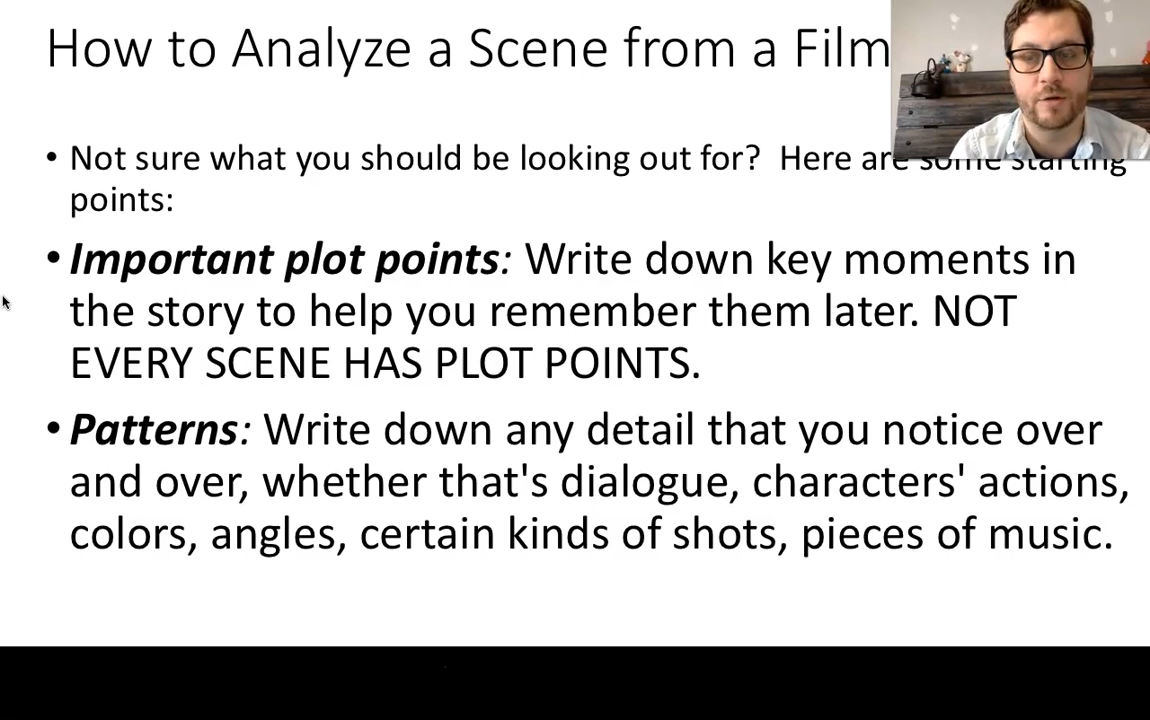 How to Analyze a Scene from a Film
• Not sure what you should be looking out for?  Here are some starting
points:
• Important plot points: Write down key moments in
the story to help you remember them later. NOT
EVERY SCENE HAS PLOT POINTS.
• Patterns: Write down any detail that you notice over
and over, whether that's dialogue, characters' actions,
colors, angles, certain kinds of shots, pieces of music.